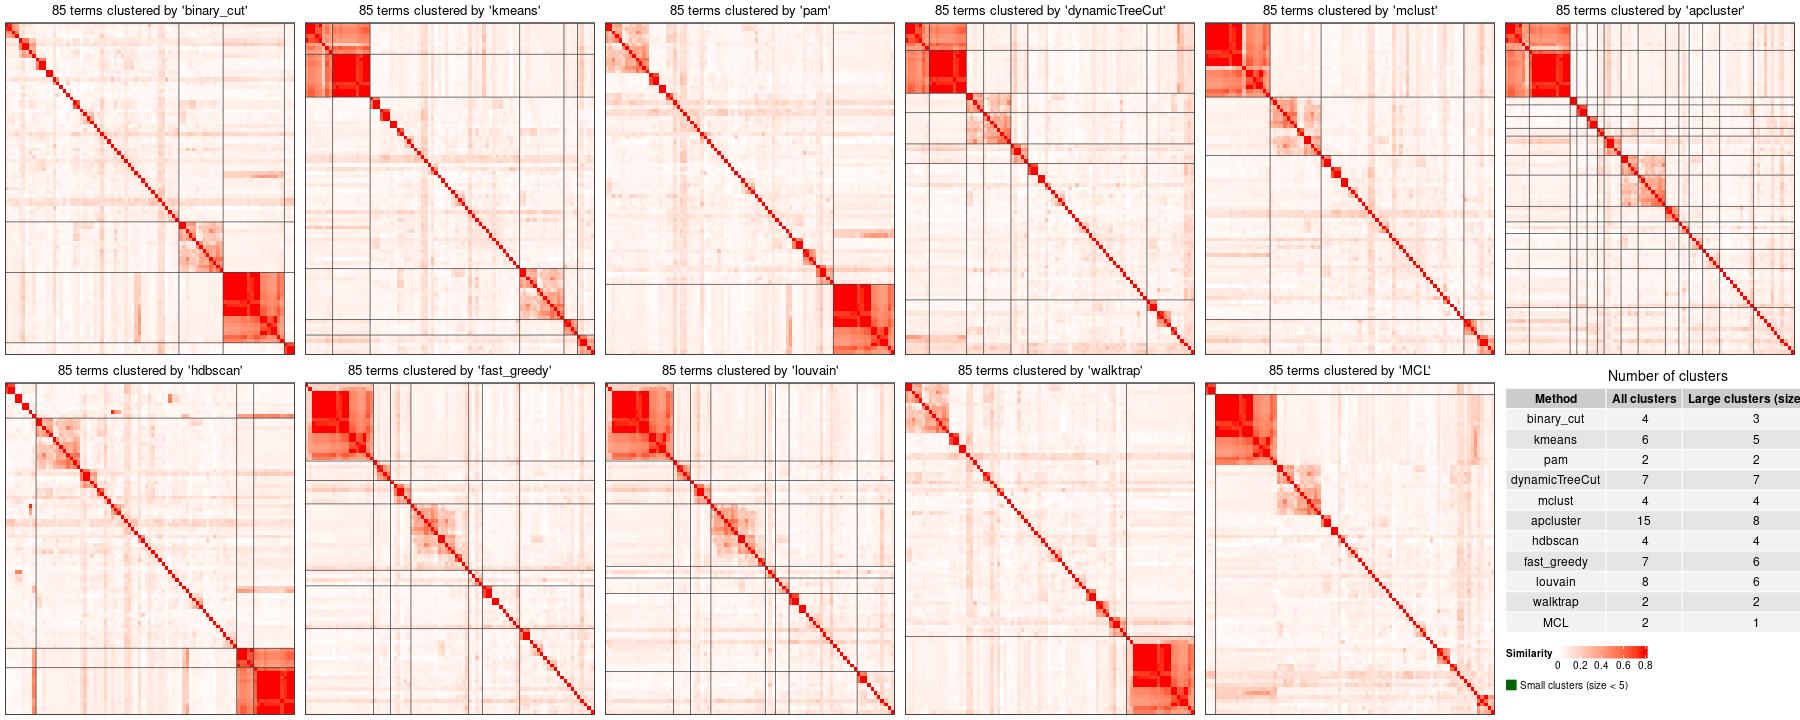 85 terms clustered by 'binary_cut'
85 terms clustered by 'kmeans'
85 terms clustered by 'pam'
85 terms clustered by 'dynamicTreeCut'
85 terms clustered by 'mclust'
85 terms clustered by 'apcluster'
85 terms clustered by 'hdbscan'
85 terms clustered by 'fast_greedy'
85 terms clustered by 'louvain'
85 terms clustered by 'walktrap'
85 terms clustered by 'MCL'
Number of clusters
Method All clusters Large clusters (size
binary_cut 4 3
kmeans 6 5
pam 2 2
dynamicTreeCut 7 7
mclust 4 4
apcluster 15 8
hdbscan 4 4
fast_greedy 7 6
louvain 8 6
walktrap 2 2
MCL 2 1
Similarity
0 0.2 0.4 0.6 0.8
Small clusters (size < 5)